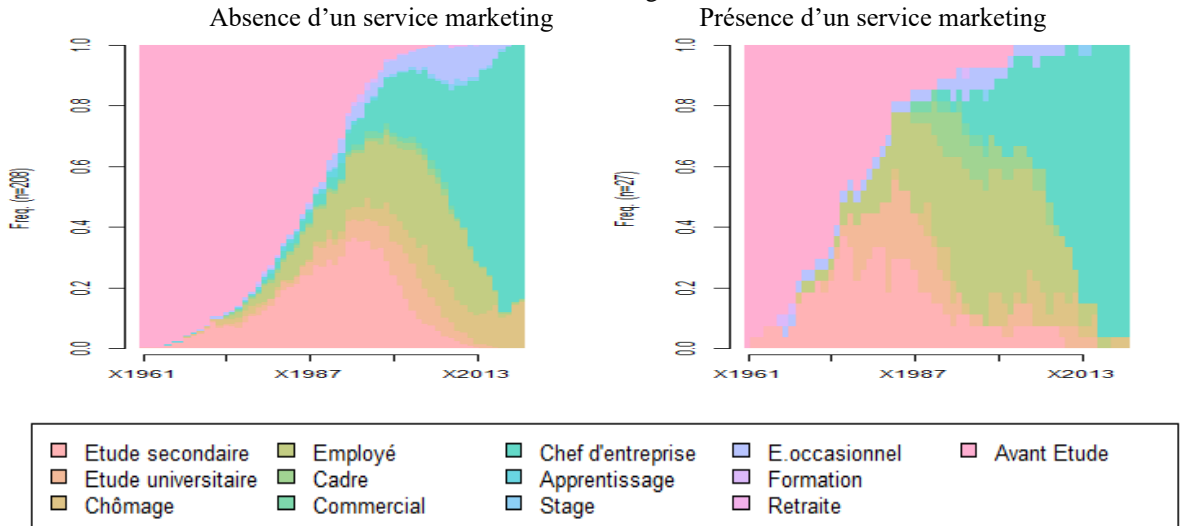 Absence d’un service marketing
Présence d’un service marketing
Freq. (n=208)
0.0 0.2 0.4 0.6 0.8 1.0
X1961 X1987 X2013
Freq. (n=27)
0.0 0.2 0.4 0.6 0.8 1.0
X1961 X1987 X2013
Etude secondaire Employé Chef d'entreprise E.occasionnel Avant Etude
Etude universitaire Cadre Apprentissage Formation
Chômage Commercial Stage Retraite